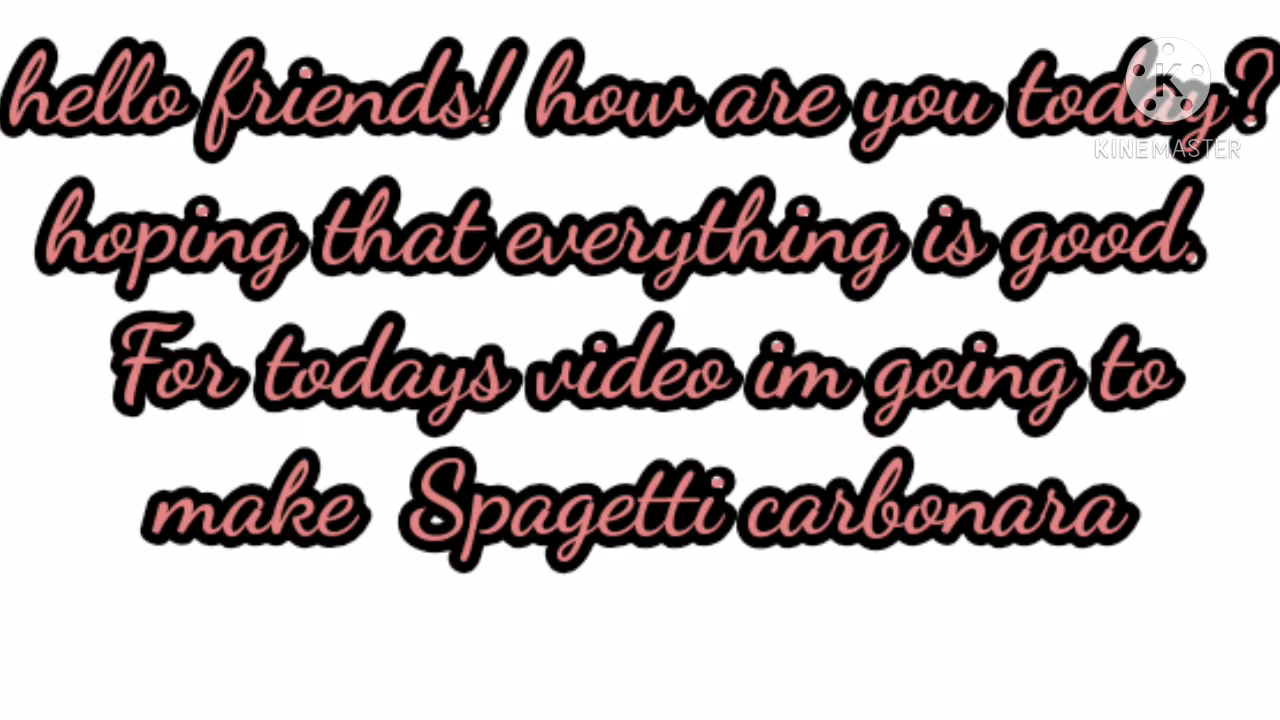 hello friends! how are you today?
KINEMASTER
hoping that everything is good.
For todays video im going to
make Spagetti carbonara